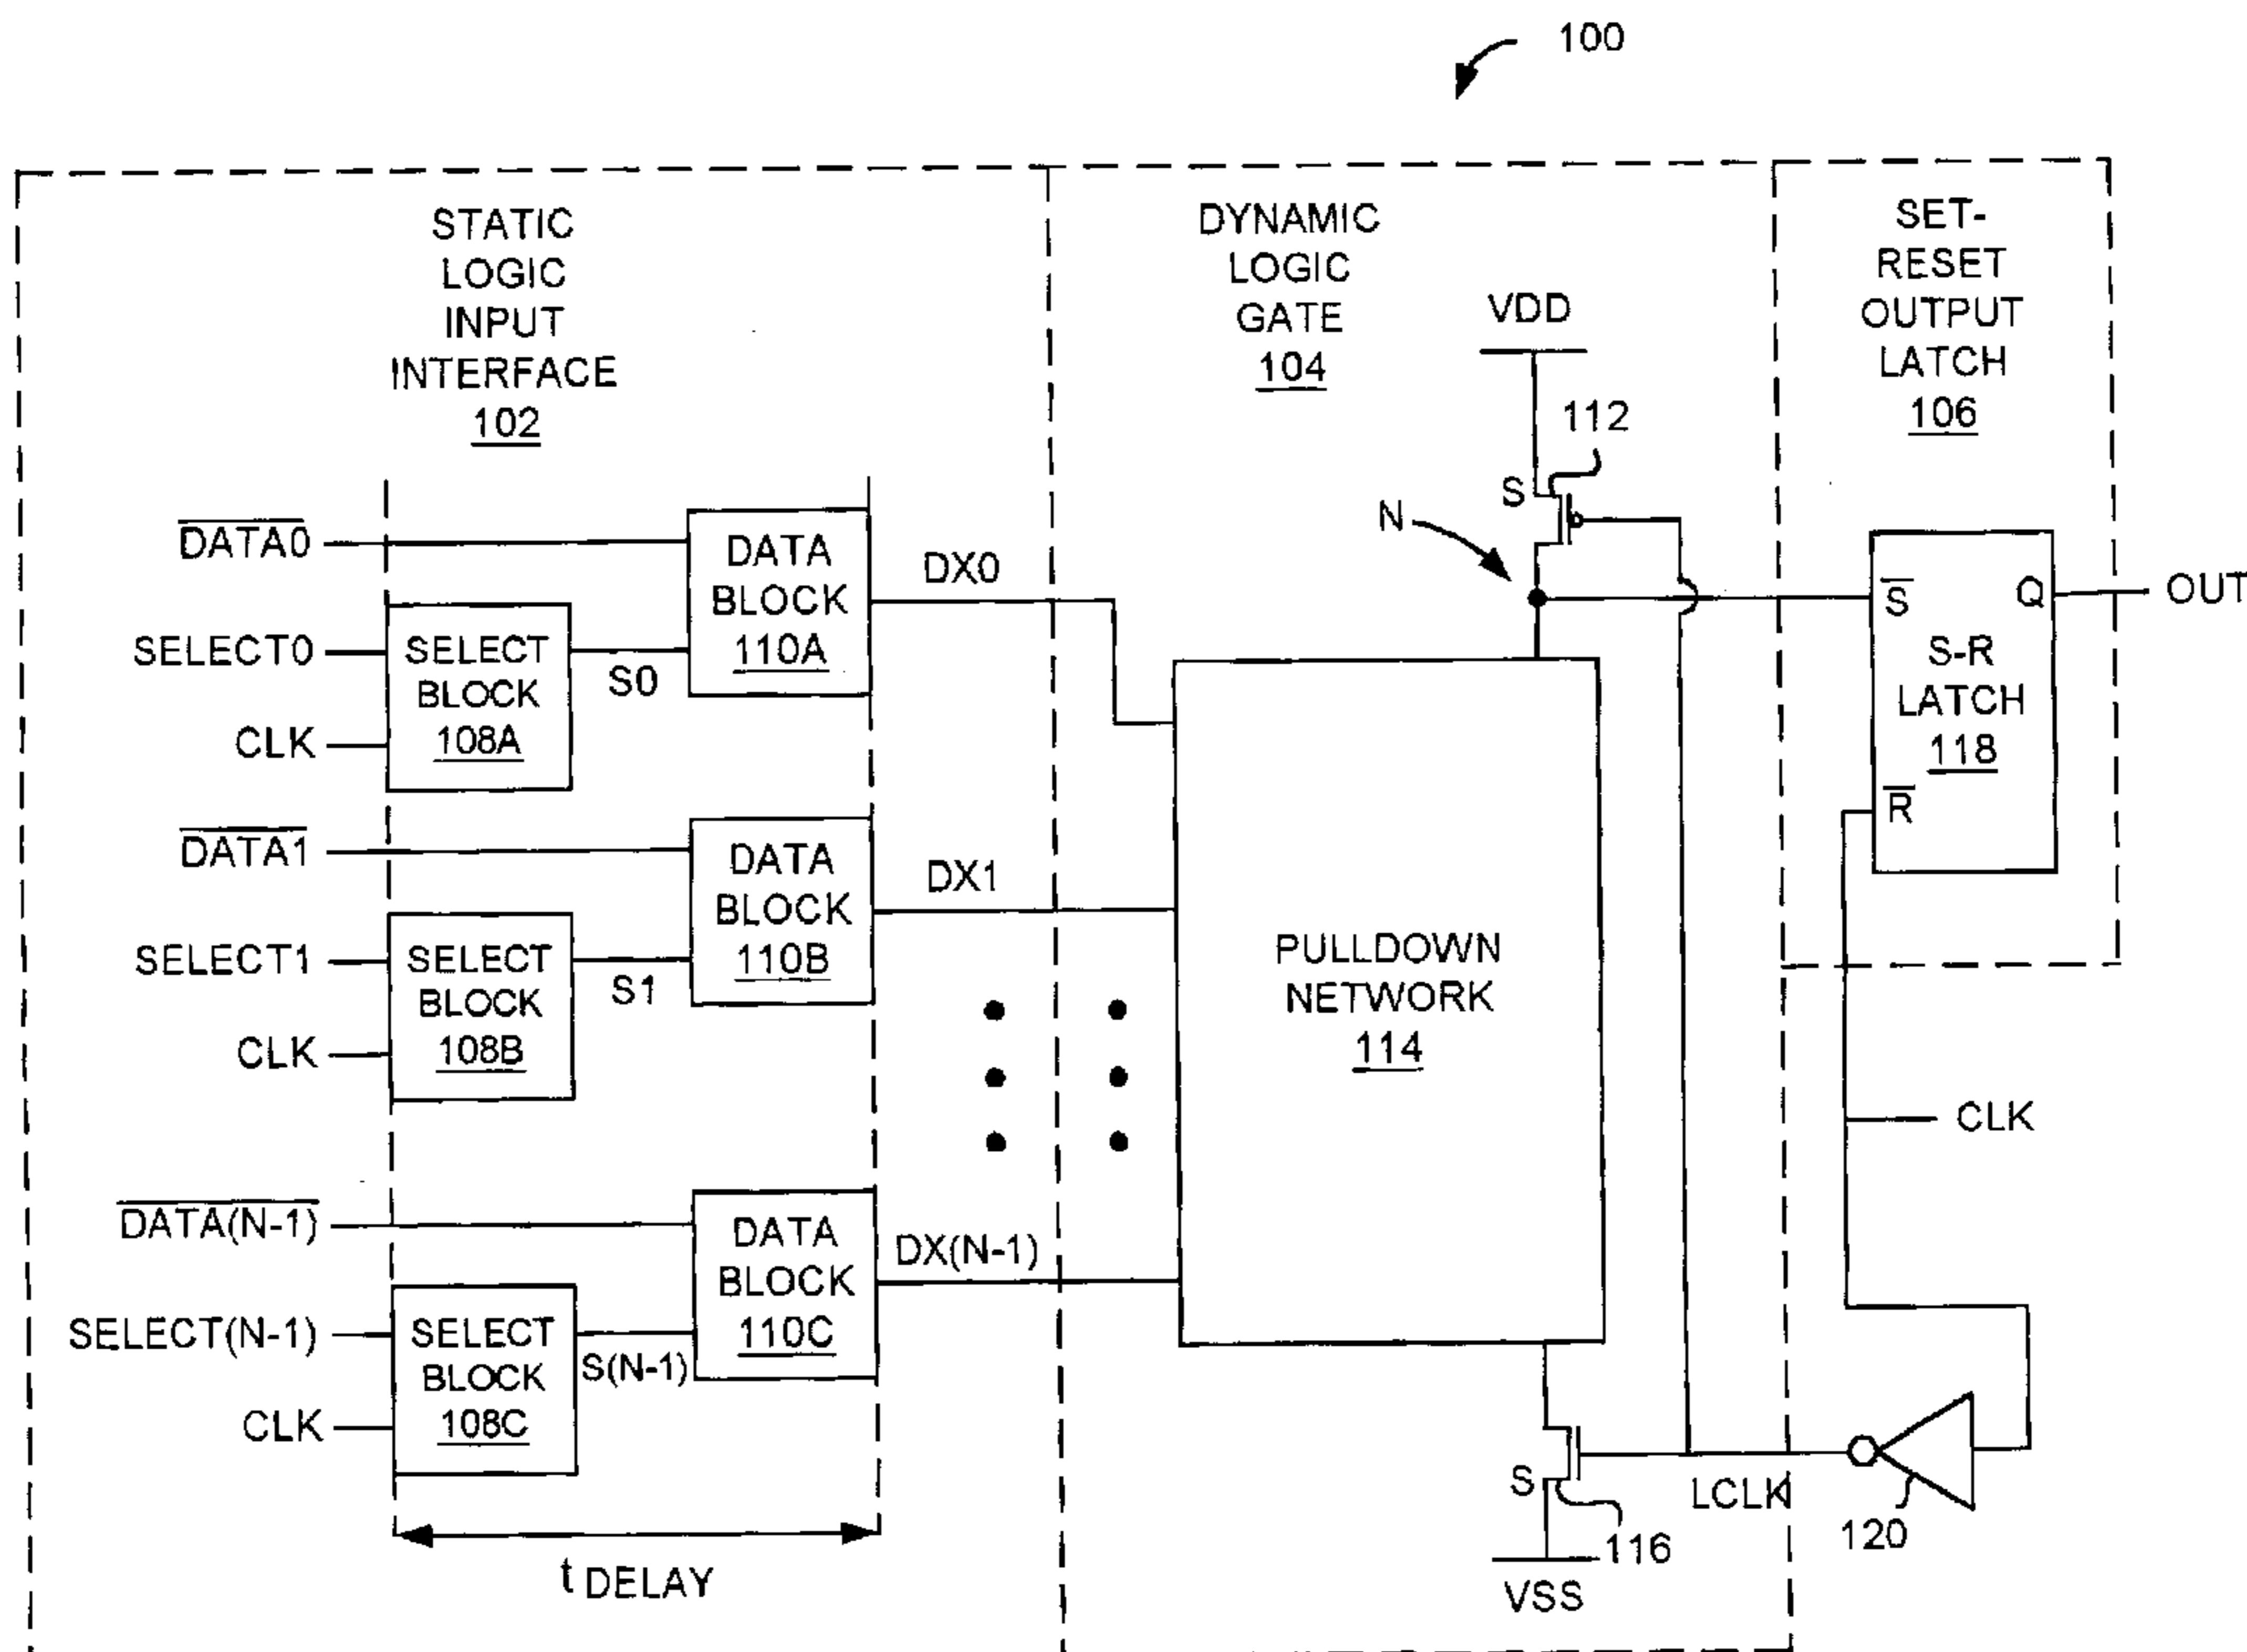 100
STATIC
LOGIC
INPUT
INTERFACE
102
DYNAMIC
LOGIC
GATE
104
SET-
RESET
OUTPUT
LATCH
106
VDD
112
S
N
D̅A̅T̅A̅0̅
SELECT0
CLK
SELECT
BLOCK
108A
S0
DATA
BLOCK
110A
DX0
S̅
Q
OUT
S-R
LATCH
118
R̅
D̅A̅T̅A̅1̅
SELECT1
CLK
SELECT
BLOCK
108B
S1
DATA
BLOCK
110B
DX1
PULLDOWN
NETWORK
114
CLK
D̅A̅T̅A̅(̅N̅-̅1̅)̅
SELECT(N-1)
CLK
SELECT
BLOCK
108C
S(N-1)
DATA
BLOCK
110C
DX(N-1)
S
116
VSS
LCLK
120
t DELAY